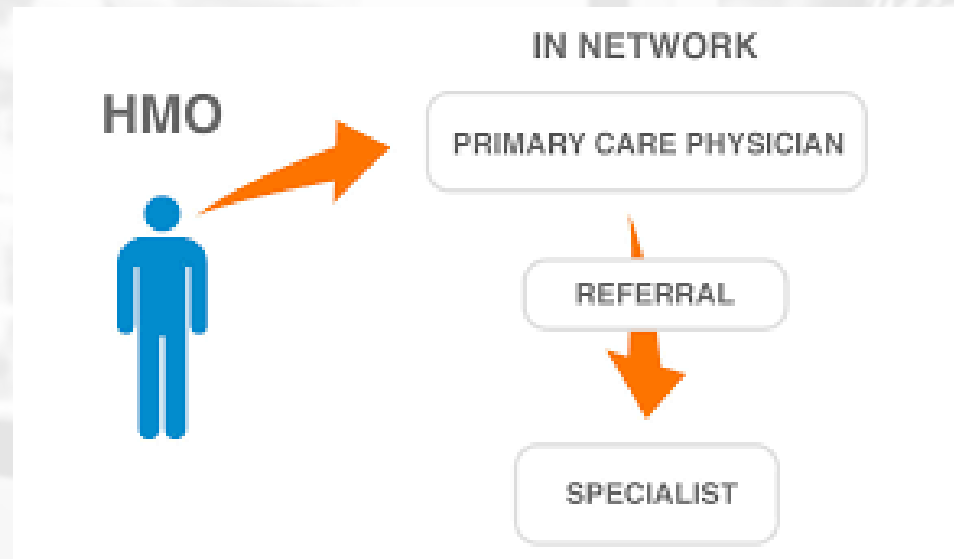 IN NETWORK
HMO
PRIMARY CARE PHYSICIAN
REFERRAL
SPECIALIST